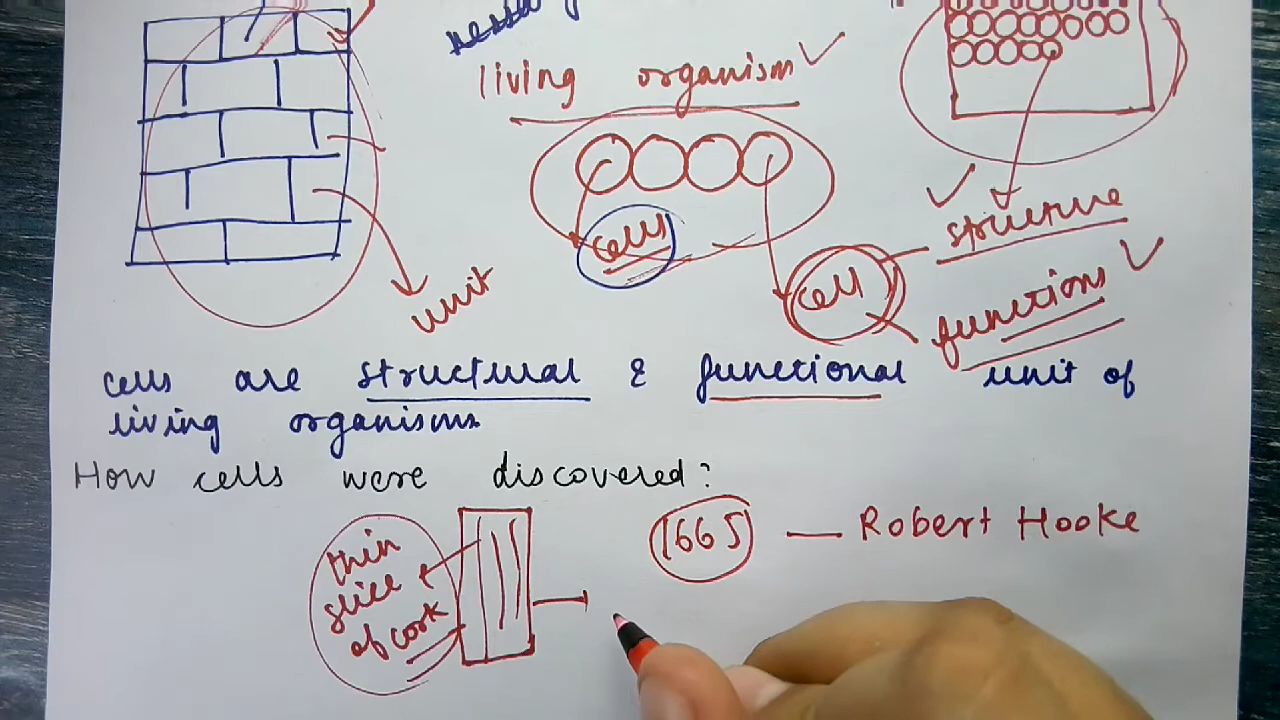 living organism
cells
cell
structure
functions
unit
cells are structural & functional unit of
living organisms
How cells were discovered?
1665 — Robert Hooke
thin
slice
of cork